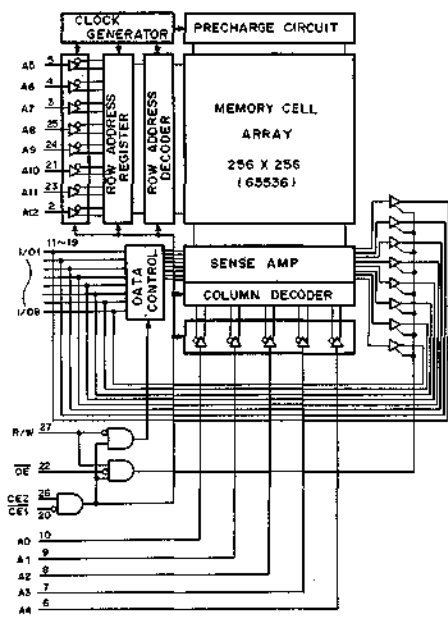 CLOCK
GENERATOR
PRECHARGE CIRCUIT
A5 5
A6 4
A7 3
A8 25
A9 24
A10 21
A11 23
A12 2
ROW ADDRESS
REGISTER
ROW ADDRESS
DECODER
MEMORY CELL
ARRAY
256 X 256
(65536)
11~19
I/O1
I/O8
DATA
CONTROL
SENSE AMP
COLUMN DECODER
R/W 27
OE 22
CE2 26
CE1 20
A0 10
A1 9
A2 8
A3 7
A4 6